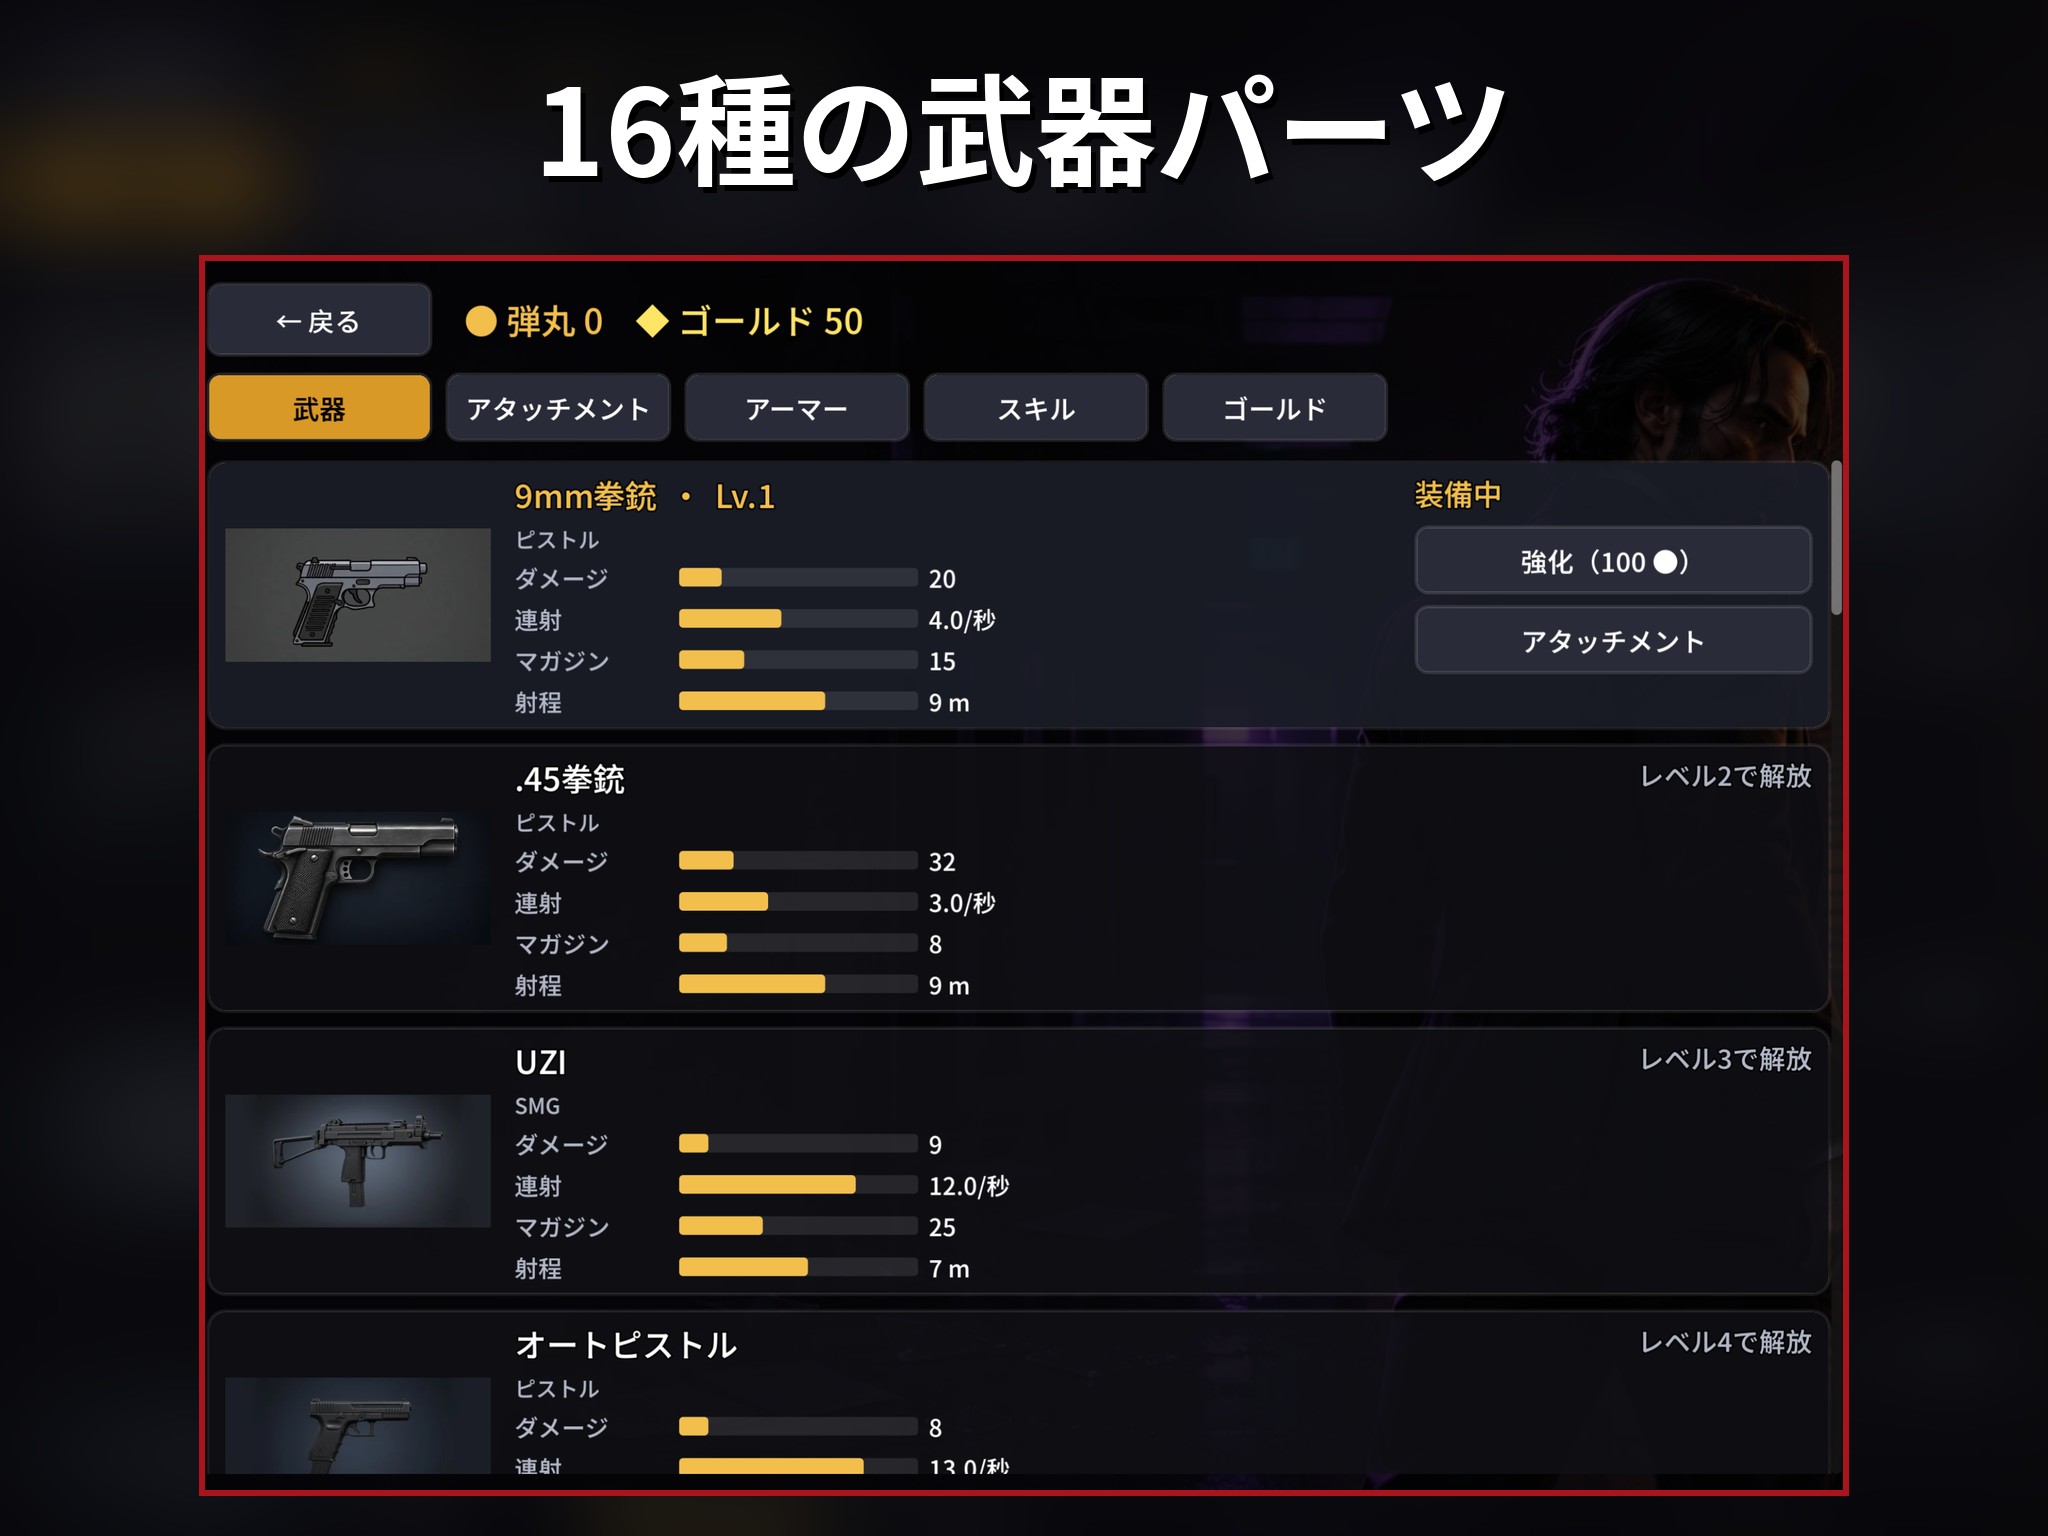 16種の武器パーツ
← 戻る
●弾丸 0 ◆ゴールド 50
武器 アタッチメント アーマー スキル ゴールド
9mm拳銃 ・ Lv.1
装備中
ピストル
強化（100 ●）
ダメージ 20
連射 4.0/秒
アタッチメント
マガジン 15
射程 9 m
.45拳銃
レベル2で解放
ピストル
ダメージ 32
連射 3.0/秒
マガジン 8
射程 9 m
UZI
レベル3で解放
SMG
ダメージ 9
連射 12.0/秒
マガジン 25
射程 7 m
オートピストル
レベル4で解放
ピストル
ダメージ 8
連射 13.0/秒